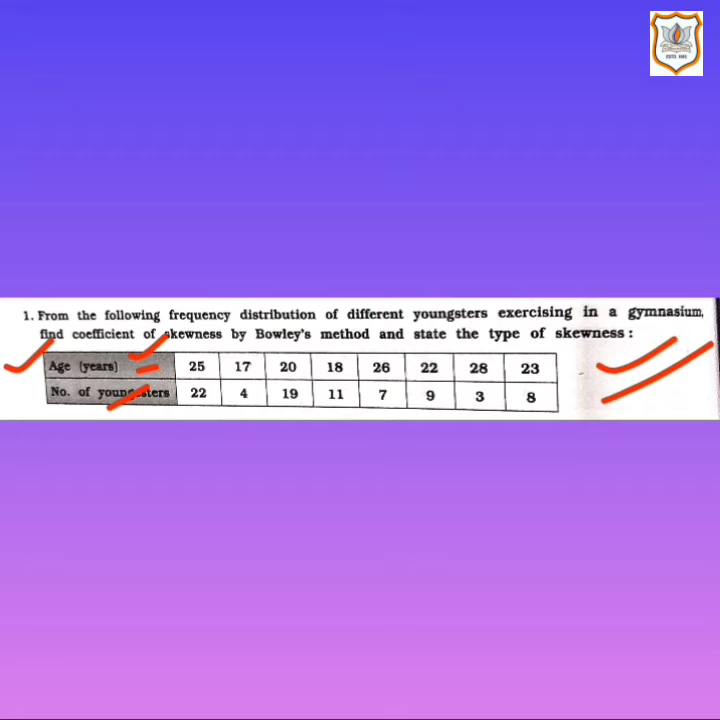 1. From the following frequency distribution of different youngsters exercising in a gymnasium,
find coefficient of skewness by Bowley's method and state the type of skewness :
Age (years) 25 17 20 18 26 22 28 23
No. of youngsters 22 4 19 11 7 9 3 8